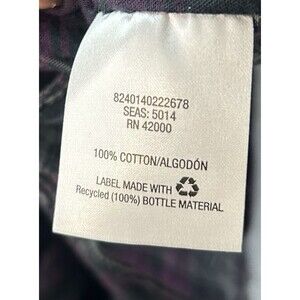 8240140222678
SEAS: 5014
RN 42000
100% COTTON/ALGODÓN
LABEL MADE WITH
Recycled (100%) BOTTLE MATERIAL